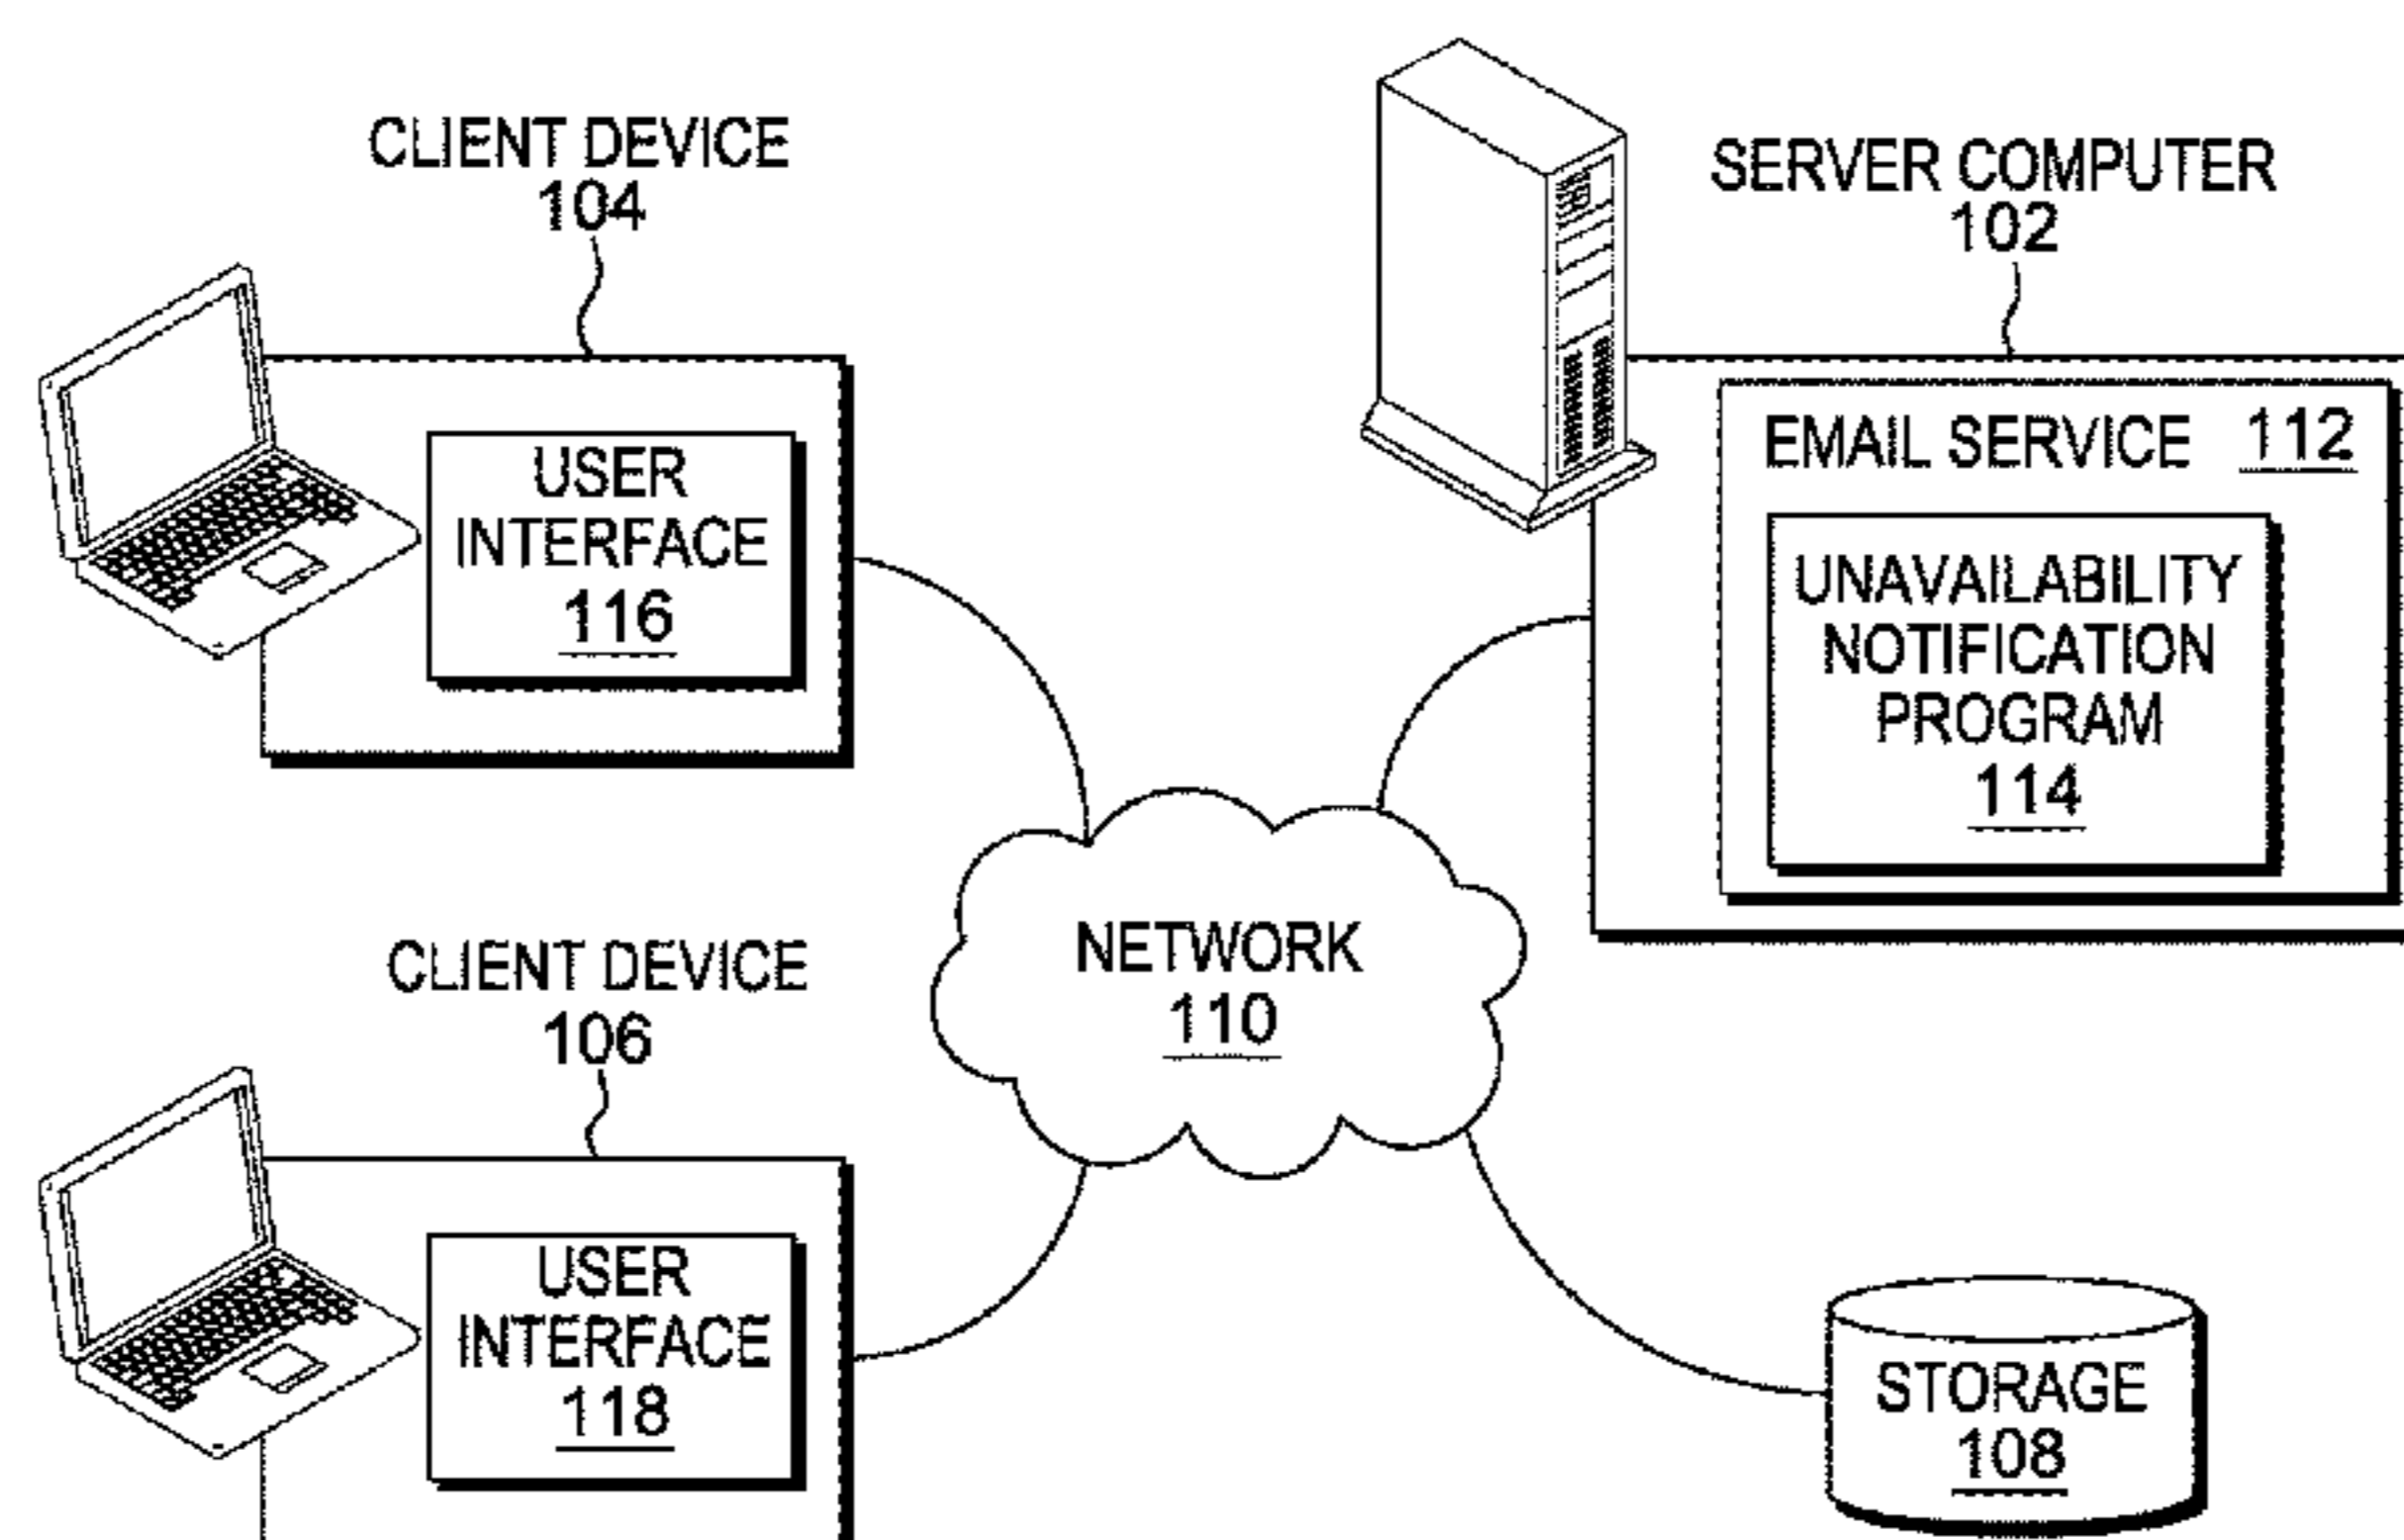 CLIENT DEVICE
104
USER
INTERFACE
116
SERVER COMPUTER
102
EMAIL SERVICE 112
UNAVAILABILITY
NOTIFICATION
PROGRAM
114
NETWORK
110
CLIENT DEVICE
106
USER
INTERFACE
118
STORAGE
108